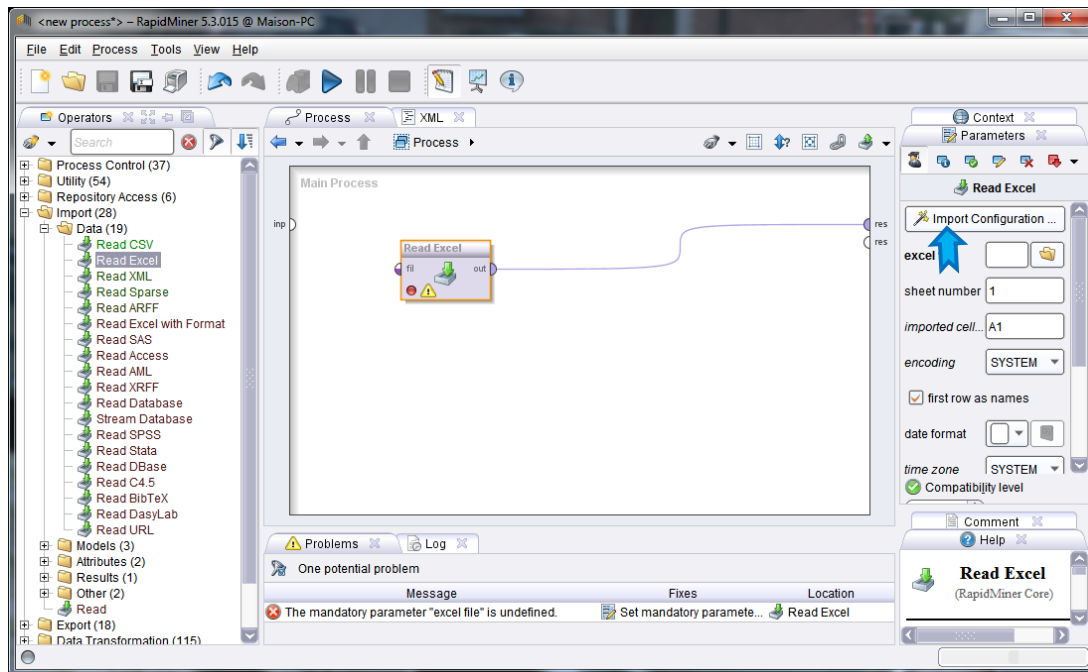 <new process*> – RapidMiner 5.3.015 @ Maison-PC
File Edit Process Tools View Help
Operators
Search
Process Control (37)
Utility (54)
Repository Access (6)
Import (28)
Data (19)
Read CSV
Read Excel
Read XML
Read Sparse
Read ARFF
Read Excel with Format
Read SAS
Read Access
Read AML
Read XRFF
Read Database
Stream Database
Read SPSS
Read Stata
Read DBase
Read C4.5
Read BibTeX
Read DasyLab
Read URL
Models (3)
Attributes (2)
Results (1)
Other (2)
Read
Export (18)
Data Transformation (115)
Process XML
Process
Main Process
inp
Read Excel
fil out
res
res
Problems Log
One potential problem
Message Fixes Location
The mandatory parameter "excel file" is undefined. Set mandatory paramete... Read Excel
Context
Parameters
Read Excel
Import Configuration ...
excel
sheet number 1
imported cell... A1
encoding SYSTEM
first row as names
date format
time zone SYSTEM
Compatibility level
Comment
Help
Read Excel
(RapidMiner Core)